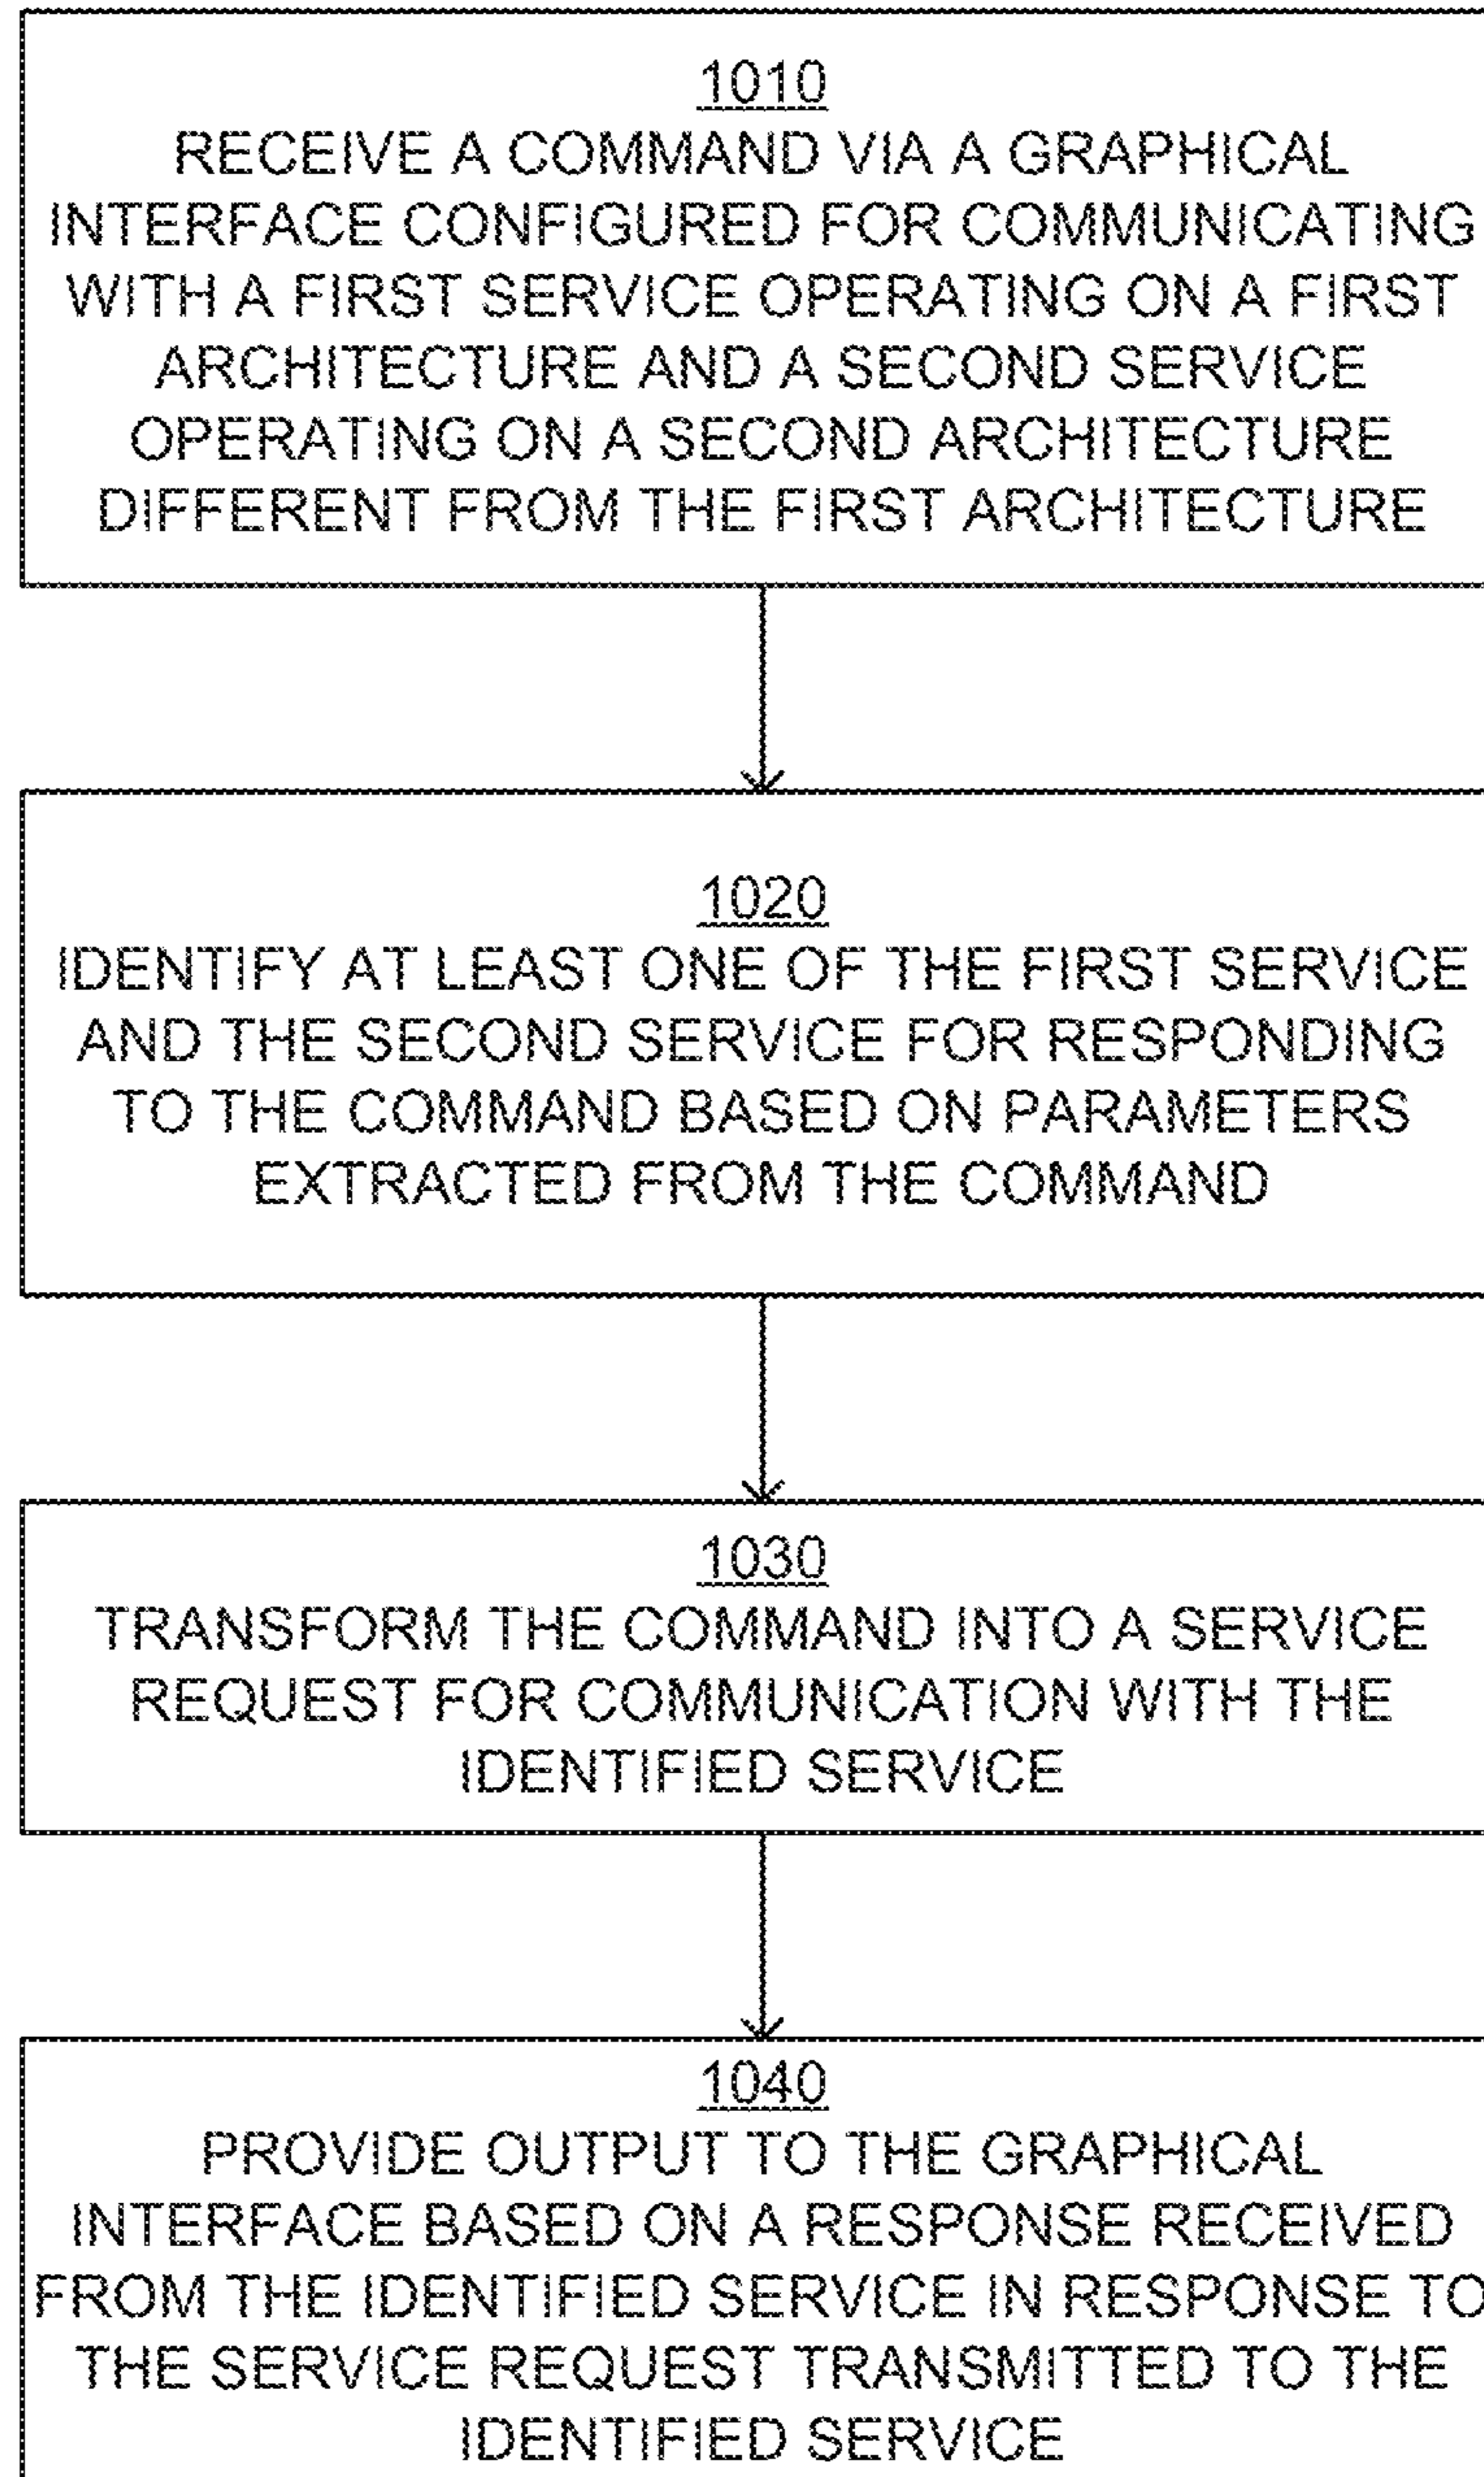 1010
RECEIVE A COMMAND VIA A GRAPHICAL
INTERFACE CONFIGURED FOR COMMUNICATING
WITH A FIRST SERVICE OPERATING ON A FIRST
ARCHITECTURE AND A SECOND SERVICE
OPERATING ON A SECOND ARCHITECTURE
DIFFERENT FROM THE FIRST ARCHITECTURE
1020
IDENTIFY AT LEAST ONE OF THE FIRST SERVICE
AND THE SECOND SERVICE FOR RESPONDING
TO THE COMMAND BASED ON PARAMETERS
EXTRACTED FROM THE COMMAND
1030
TRANSFORM THE COMMAND INTO A SERVICE
REQUEST FOR COMMUNICATION WITH THE
IDENTIFIED SERVICE
1040
PROVIDE OUTPUT TO THE GRAPHICAL
INTERFACE BASED ON A RESPONSE RECEIVED
FROM THE IDENTIFIED SERVICE IN RESPONSE TO
THE SERVICE REQUEST TRANSMITTED TO THE
IDENTIFIED SERVICE